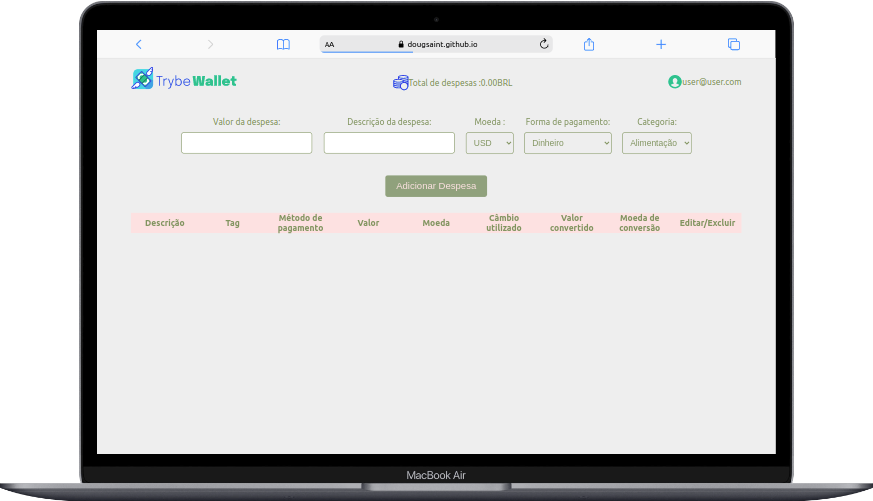 AA
dougsaint.github.io
Trybe Wallet
Total de despesas :0.00BRL
user@user.com
Valor da despesa:
Descrição da despesa:
Moeda :
Forma de pagamento:
Categoria:
USD
Dinheiro
Alimentação
Adicionar Despesa
Descrição
Tag
Método de
pagamento
Valor
Moeda
Câmbio
utilizado
Valor
convertido
Moeda de
conversão
Editar/Excluir
MacBook Air